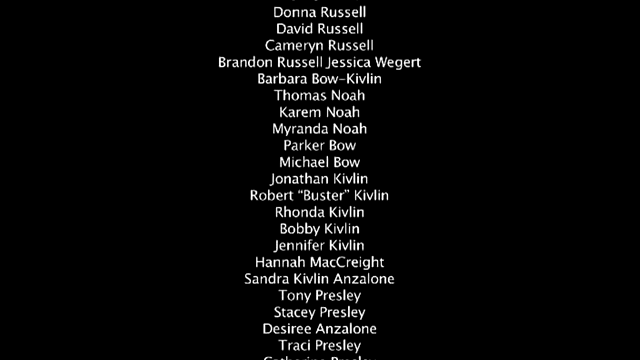 Donna Russell
David Russell
Cameryn Russell
Brandon Russell Jessica Wegert
Barbara Bow-Kivlin
Thomas Noah
Karem Noah
Myranda Noah
Parker Bow
Michael Bow
Jonathan Kivlin
Robert “Buster” Kivlin
Rhonda Kivlin
Bobby Kivlin
Jennifer Kivlin
Hannah MacCreight
Sandra Kivlin Anzalone
Tony Presley
Stacey Presley
Desiree Anzalone
Traci Presley